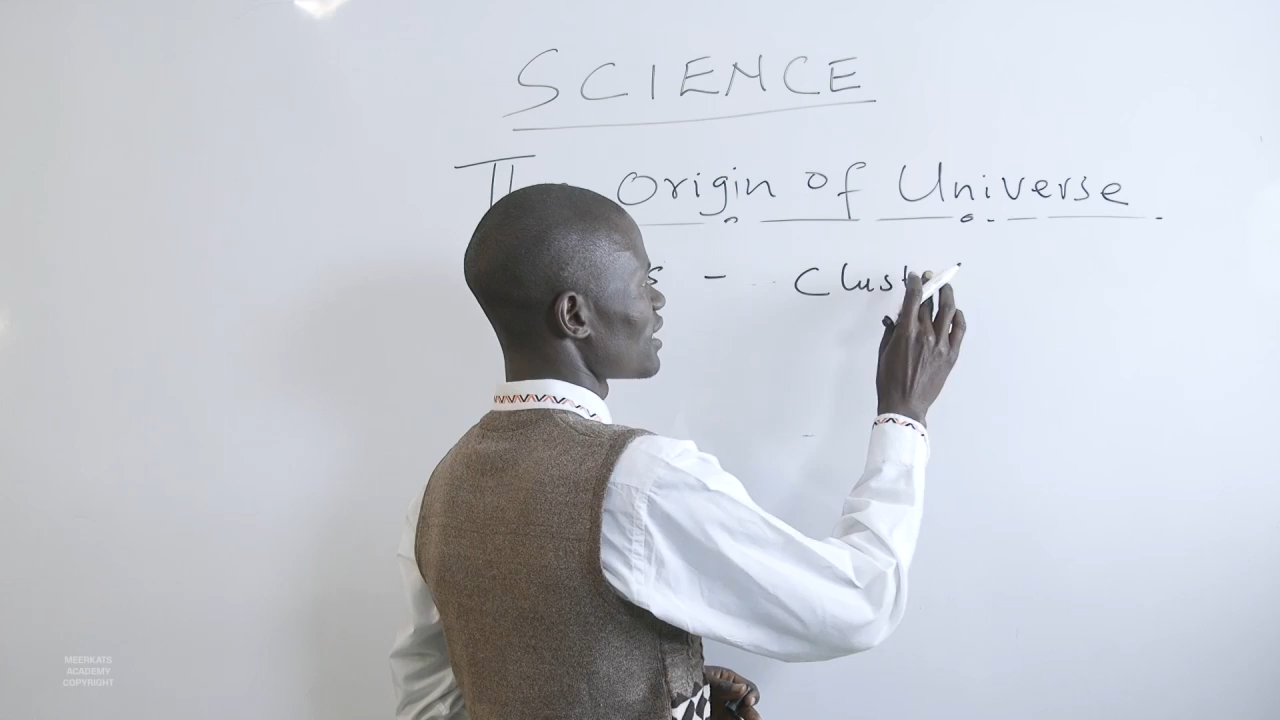 SCIENCE
Origin of Universe
s - Clust
MEERKATS
ACADEMY
COPYRIGHT